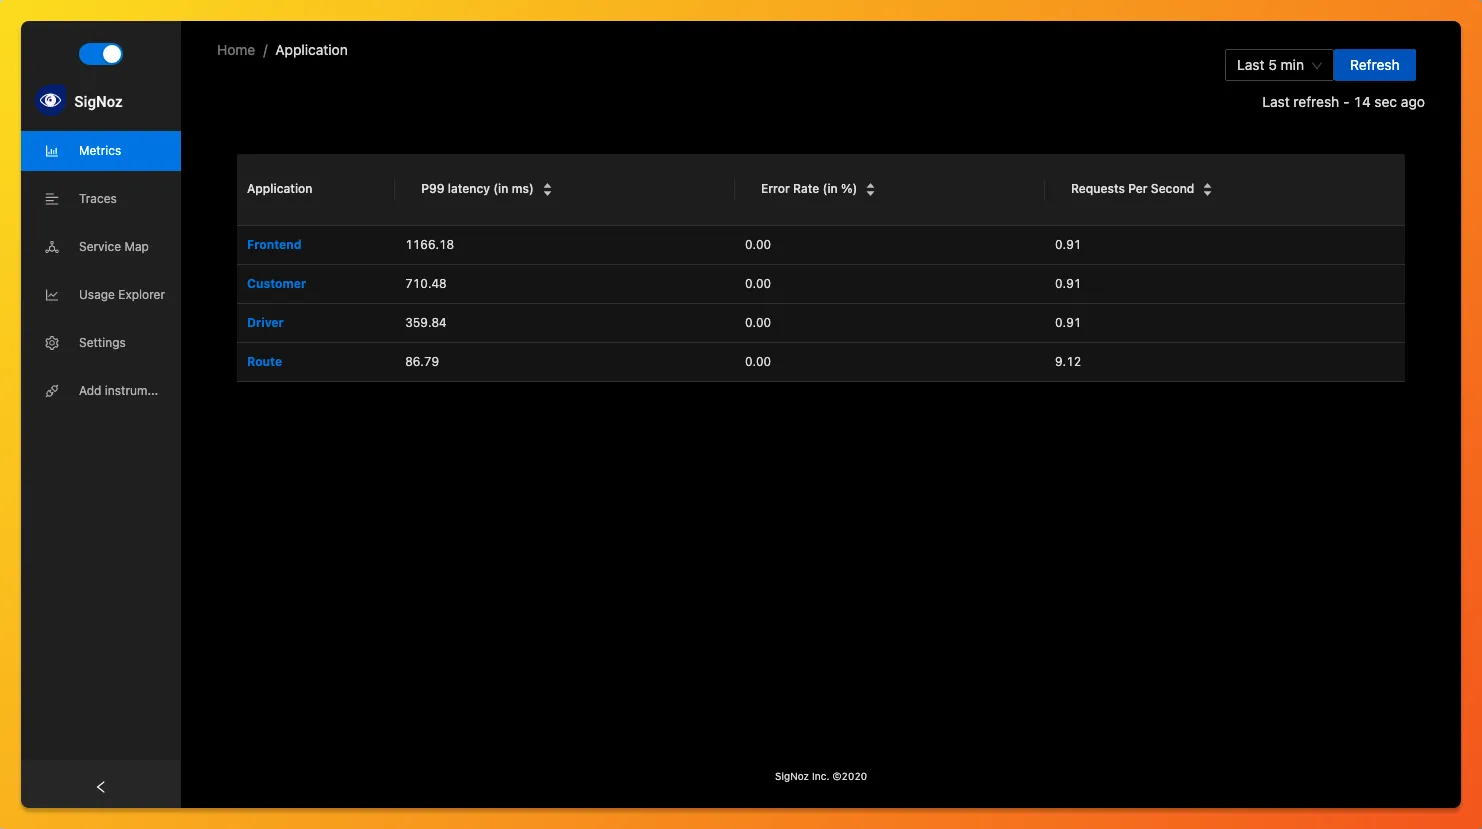 Home / Application
Last 5 min
Refresh
Last refresh - 14 sec ago
SigNoz
Metrics
Traces
Service Map
Usage Explorer
Settings
Add instrum...
Application P99 latency (in ms) Error Rate (in %) Requests Per Second
Frontend 1166.18 0.00 0.91
Customer 710.48 0.00 0.91
Driver 359.84 0.00 0.91
Route 86.79 0.00 9.12
SigNoz Inc. ©2020